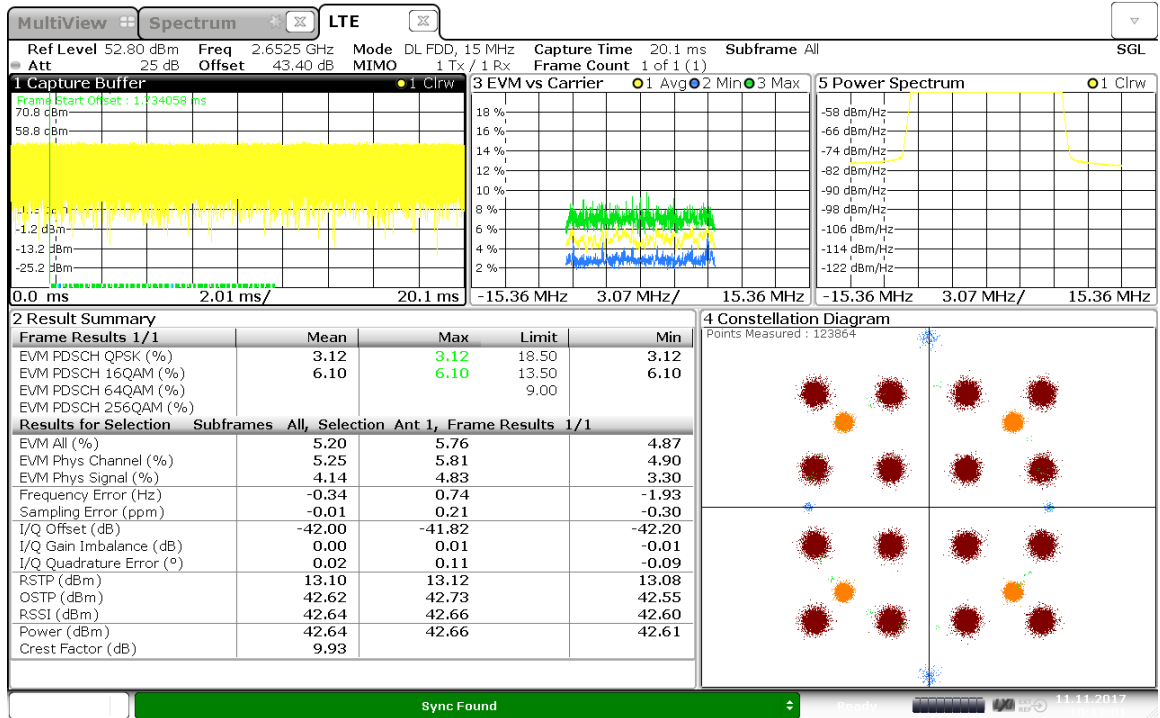 MultiView Spectrum LTE
Ref Level 52.80 dBm Freq 2.6525 GHz Mode DL FDD, 15 MHz Capture Time 20.1 ms Subframe All SGL
Att 25 dB Offset 43.40 dB MIMO 1 Tx / 1 Rx Frame Count 1 of 1 (1)
1 Capture Buffer 1 Clrw
Frame Start Offset : 1.734058 ms
70.8 dBm
58.8 dBm
-1.2 dBm
-13.2 dBm
-25.2 dBm
0.0 ms 2.01 ms/ 20.1 ms
3 EVM vs Carrier 1 Avg 2 Min 3 Max
18 %
16 %
14 %
12 %
10 %
8 %
6 %
4 %
2 %
-15.36 MHz 3.07 MHz/ 15.36 MHz
5 Power Spectrum 1 Clrw
-58 dBm/Hz
-66 dBm/Hz
-74 dBm/Hz
-82 dBm/Hz
-90 dBm/Hz
-98 dBm/Hz
-106 dBm/Hz
-114 dBm/Hz
-122 dBm/Hz
-15.36 MHz 3.07 MHz/ 15.36 MHz
2 Result Summary
Frame Results 1/1 Mean Max Limit Min
EVM PDSCH QPSK (%) 3.12 3.12 18.50 3.12
EVM PDSCH 16QAM (%) 6.10 6.10 13.50 6.10
EVM PDSCH 64QAM (%) 9.00
EVM PDSCH 256QAM (%)
Results for Selection Subframes All, Selection Ant 1, Frame Results 1/1
EVM All (%) 5.20 5.76 4.87
EVM Phys Channel (%) 5.25 5.81 4.90
EVM Phys Signal (%) 4.14 4.83 3.30
Frequency Error (Hz) -0.34 0.74 -1.93
Sampling Error (ppm) -0.01 0.21 -0.30
I/Q Offset (dB) -42.00 -41.82 -42.20
I/Q Gain Imbalance (dB) 0.00 0.01 -0.01
I/Q Quadrature Error (°) 0.02 0.11 -0.09
RSTP (dBm) 13.10 13.12 13.08
OSTP (dBm) 42.62 42.73 42.55
RSSI (dBm) 42.64 42.66 42.60
Power (dBm) 42.64 42.66 42.61
Crest Factor (dB) 9.93
4 Constellation Diagram
Points Measured : 123864
Sync Found
Ready
LXI
11.11.2017